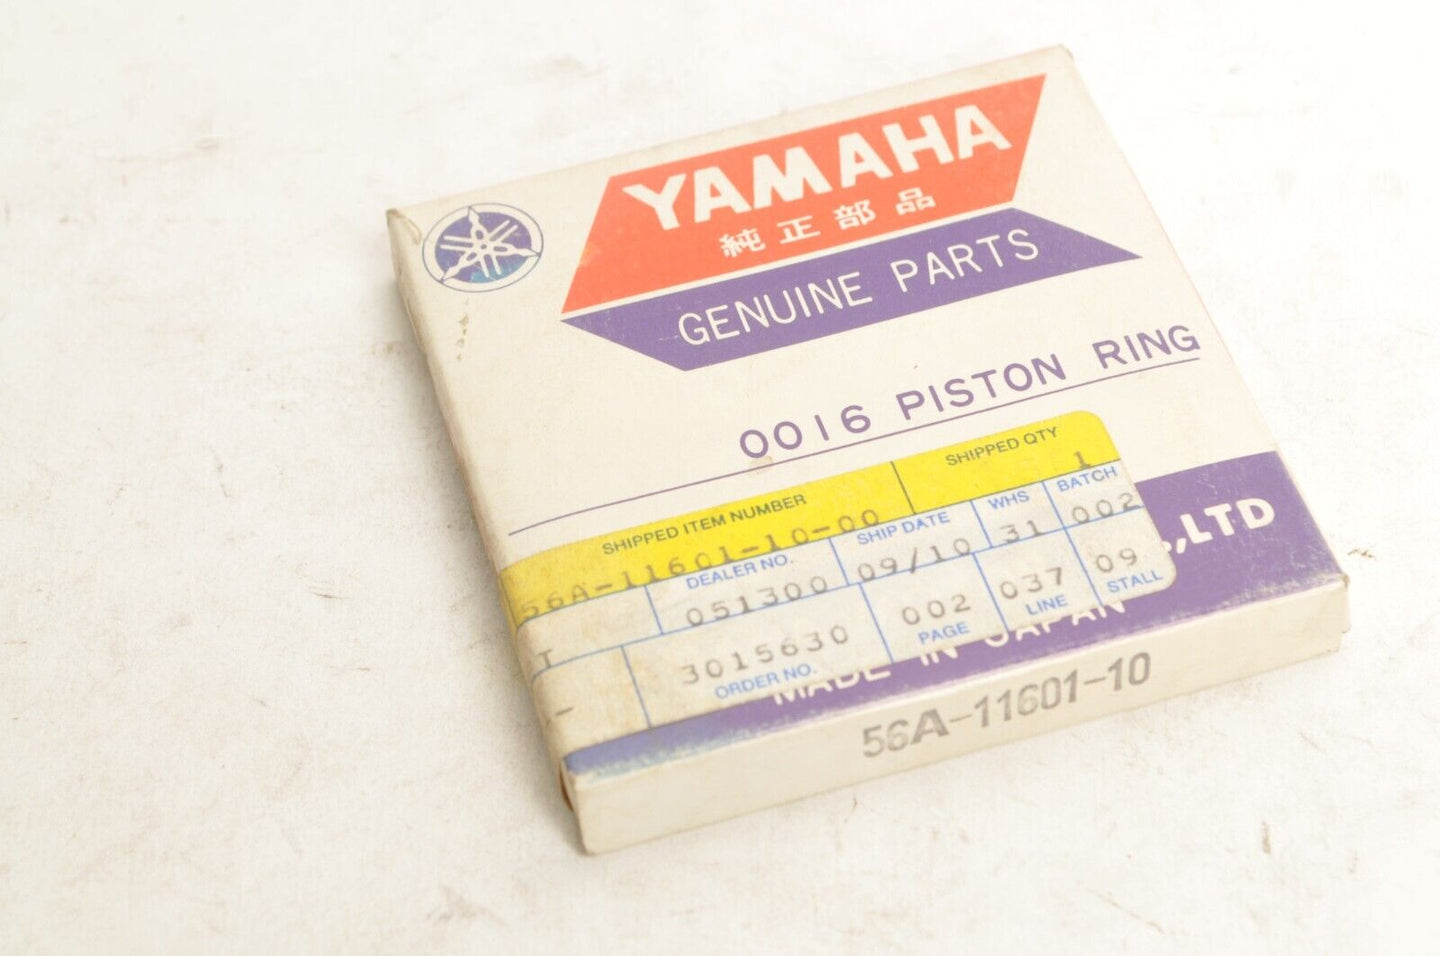 YAMAHA
純正部品
GENUINE PARTS
0016 PISTON RING
SHIPPED ITEM NUMBER SHIPPED QTY
56A-11601-10-00 1
DEALER NO. SHIP DATE WHS BATCH
051300 09/10 31 002
3015630 002 037 09
ORDER NO. PAGE LINE STALL
.,LTD
MADE IN JAPAN
56A-11601-10